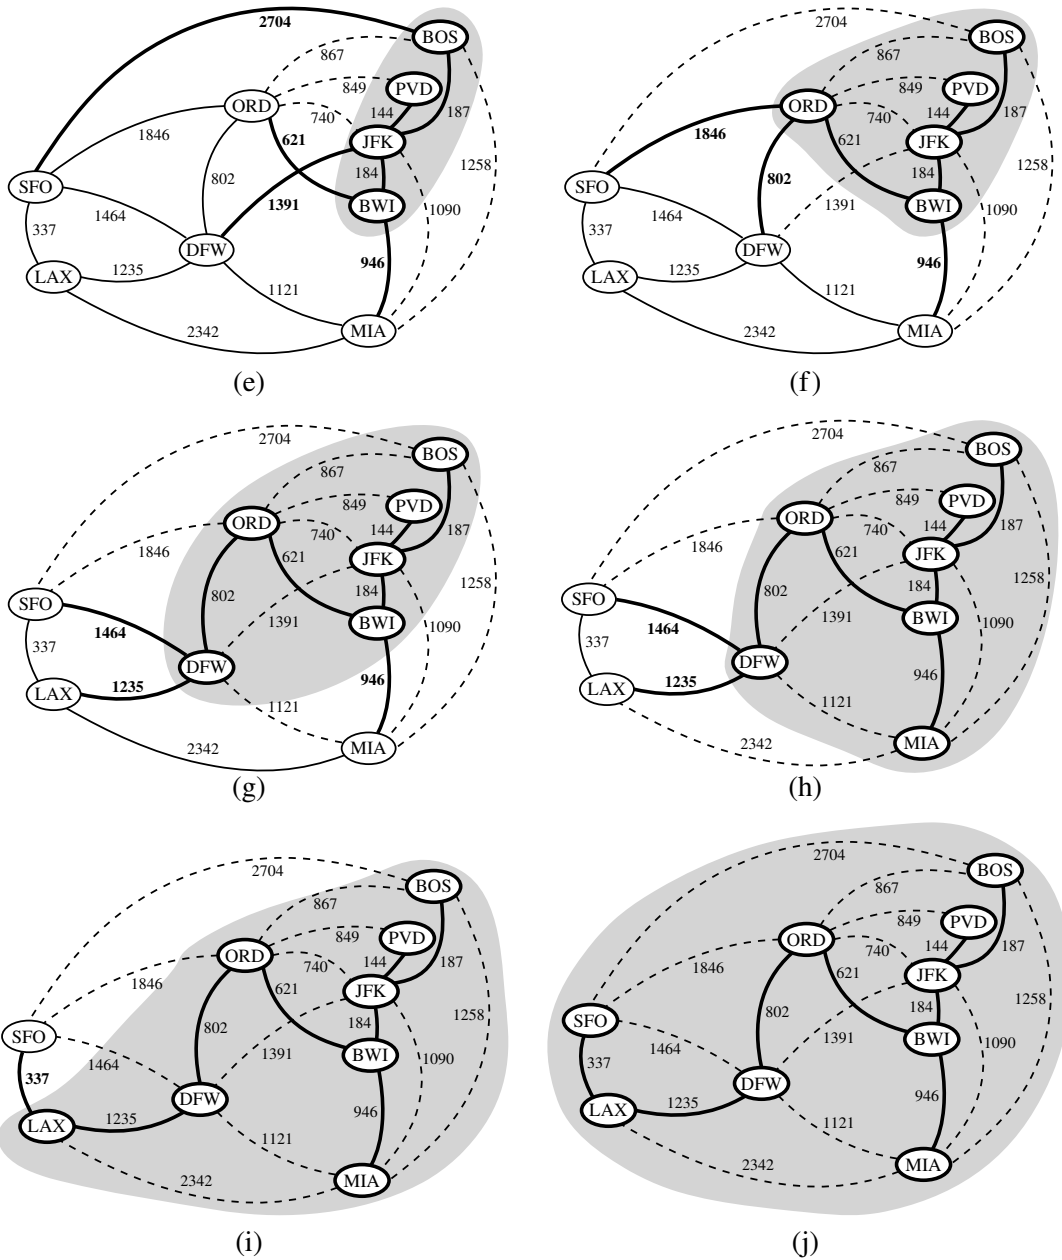 2704
BOS
867
849
PVD
ORD
144
187
740
1846
621
JFK
1258
184
SFO
802
1391
BWI
1464
1090
337
DFW
946
LAX
1235
1121
2342
MIA
(e)
2704
BOS
867
849
PVD
ORD
144
187
740
1846
621
JFK
1258
184
SFO
802
1391
BWI
1464
1090
337
DFW
946
LAX
1235
1121
2342
MIA
(f)
2704
BOS
867
849
PVD
ORD
144
187
740
1846
621
JFK
1258
184
SFO
802
1391
BWI
1464
1090
337
DFW
946
LAX
1235
1121
2342
MIA
(g)
2704
BOS
867
849
PVD
ORD
144
187
740
1846
621
JFK
1258
184
SFO
802
1391
BWI
1464
1090
337
DFW
946
LAX
1235
1121
2342
MIA
(h)
2704
BOS
867
849
PVD
ORD
144
187
740
1846
621
JFK
1258
184
SFO
802
1391
BWI
1464
1090
337
DFW
946
LAX
1235
1121
2342
MIA
(i)
2704
BOS
867
849
PVD
ORD
144
187
740
1846
621
JFK
1258
184
SFO
802
1391
BWI
1464
1090
337
DFW
946
LAX
1235
1121
2342
MIA
(j)